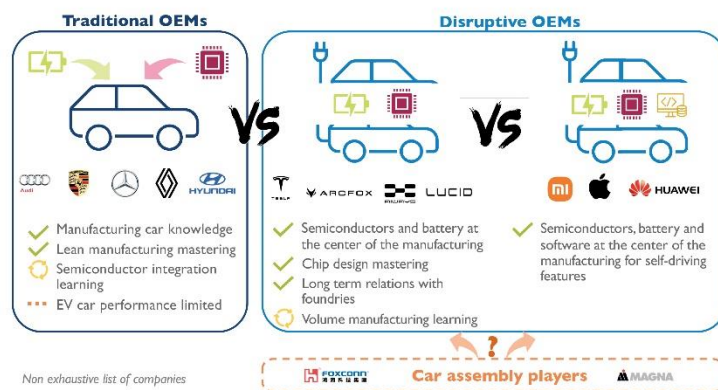 Traditional OEMs
Disruptive OEMs
VS
VS
Audi
HYUNDAI
TESLA
ARCFOX
AIWAYS
LUCID
mi
HUAWEI
Manufacturing car knowledge
Lean manufacturing mastering
Semiconductor integration
learning
EV car performance limited
Semiconductors and battery at
the center of the manufacturing
Chip design mastering
Long term relations with
foundries
Volume manufacturing learning
Semiconductors, battery and
software at the center of the
manufacturing for self-driving
features
?
Non exhaustive list of companies
FOXCONN
Car assembly players
MAGNA